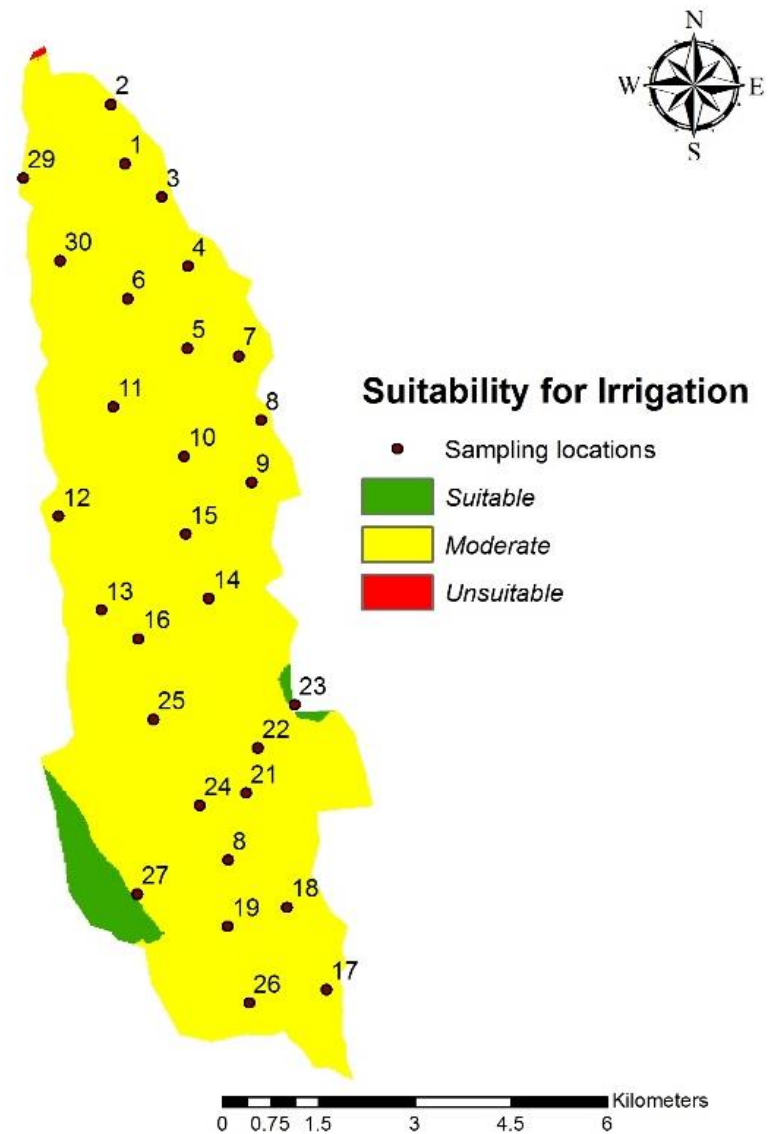 N
W E
S
2
1
29
3
30
4
6
5
7
11
8
10
9
12
15
14
13
16
23
25
22
21
24
8
27
18
19
17
26
Suitability for Irrigation
Sampling locations
Suitable
Moderate
Unsuitable
Kilometers
0 0.75 1.5 3 4.5 6